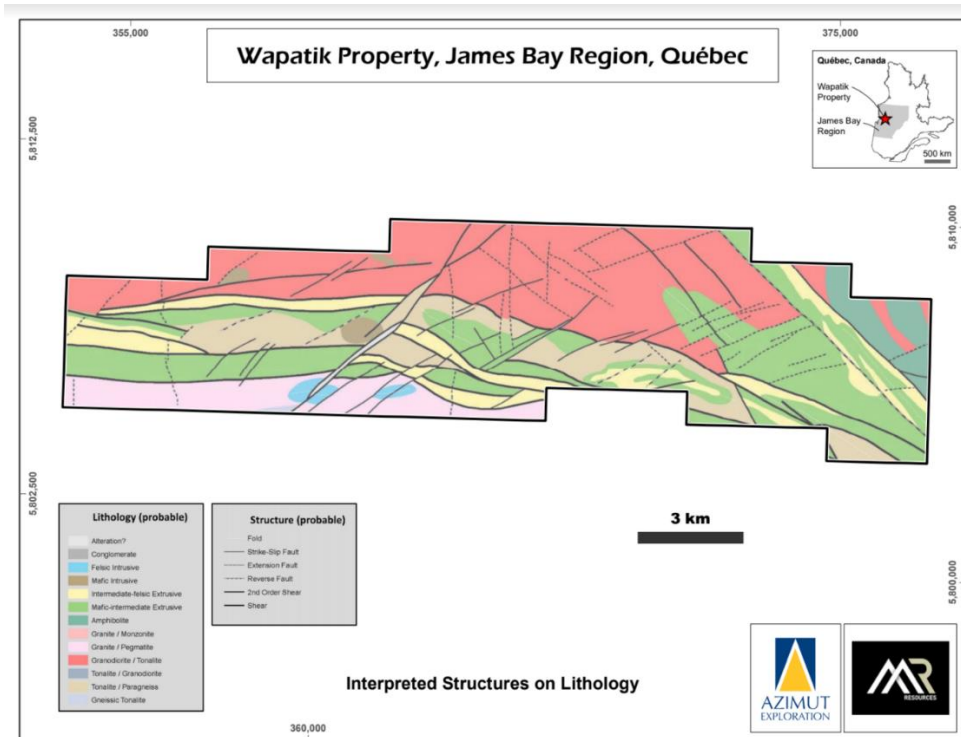 355,000
375,000
Wapatik Property, James Bay Region, Québec
Québec, Canada
Wapatik
Property
James Bay
Region
500 km
5,812,500
5,810,000
5,802,500
5,800,000
Lithology (probable)
Alteration?
Conglomerate
Felsic Intrusive
Mafic Intrusive
Intermediate-felsic Extrusive
Mafic-intermediate Extrusive
Amphibolite
Granite / Monzonite
Granite / Pegmatite
Granodiorite / Tonalite
Tonalite / Granodiorite
Tonalite / Paragneiss
Gneissic Tonalite
Structure (probable)
Fold
Strike-Slip Fault
Extension Fault
Reverse Fault
2nd Order Shear
Shear
3 km
Interpreted Structures on Lithology
AZIMUT
EXPLORATION
MR
RESOURCES
360,000